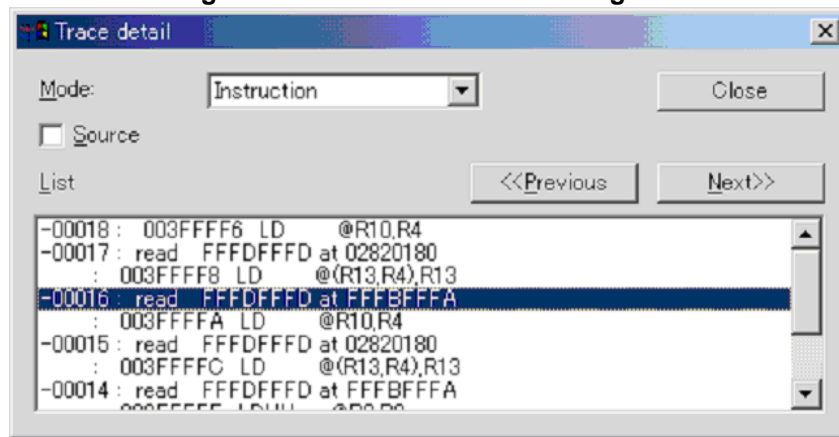 Trace detail
Mode: Instruction Close
Source
List <<Previous Next>>
-00018 : 003FFFF6 LD @R10,R4
-00017 : read FFFDFFFD at 02820180
: 003FFFF8 LD @(R13,R4),R13
-00016 : read FFFDFFFD at FFFBFFFA
: 003FFFFA LD @R10,R4
-00015 : read FFFDFFFD at 02820180
: 003FFFFC LD @(R13,R4),R13
-00014 : read FFFDFFFD at FFFBFFFA